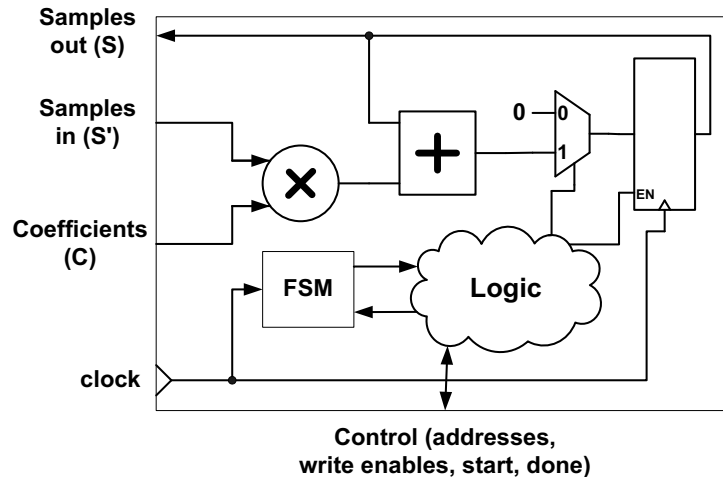 Samples
out (S)
Samples
in (S')
Coefficients
(C)
0
0
1
EN
FSM
Logic
clock
Control (addresses,
write enables, start, done)